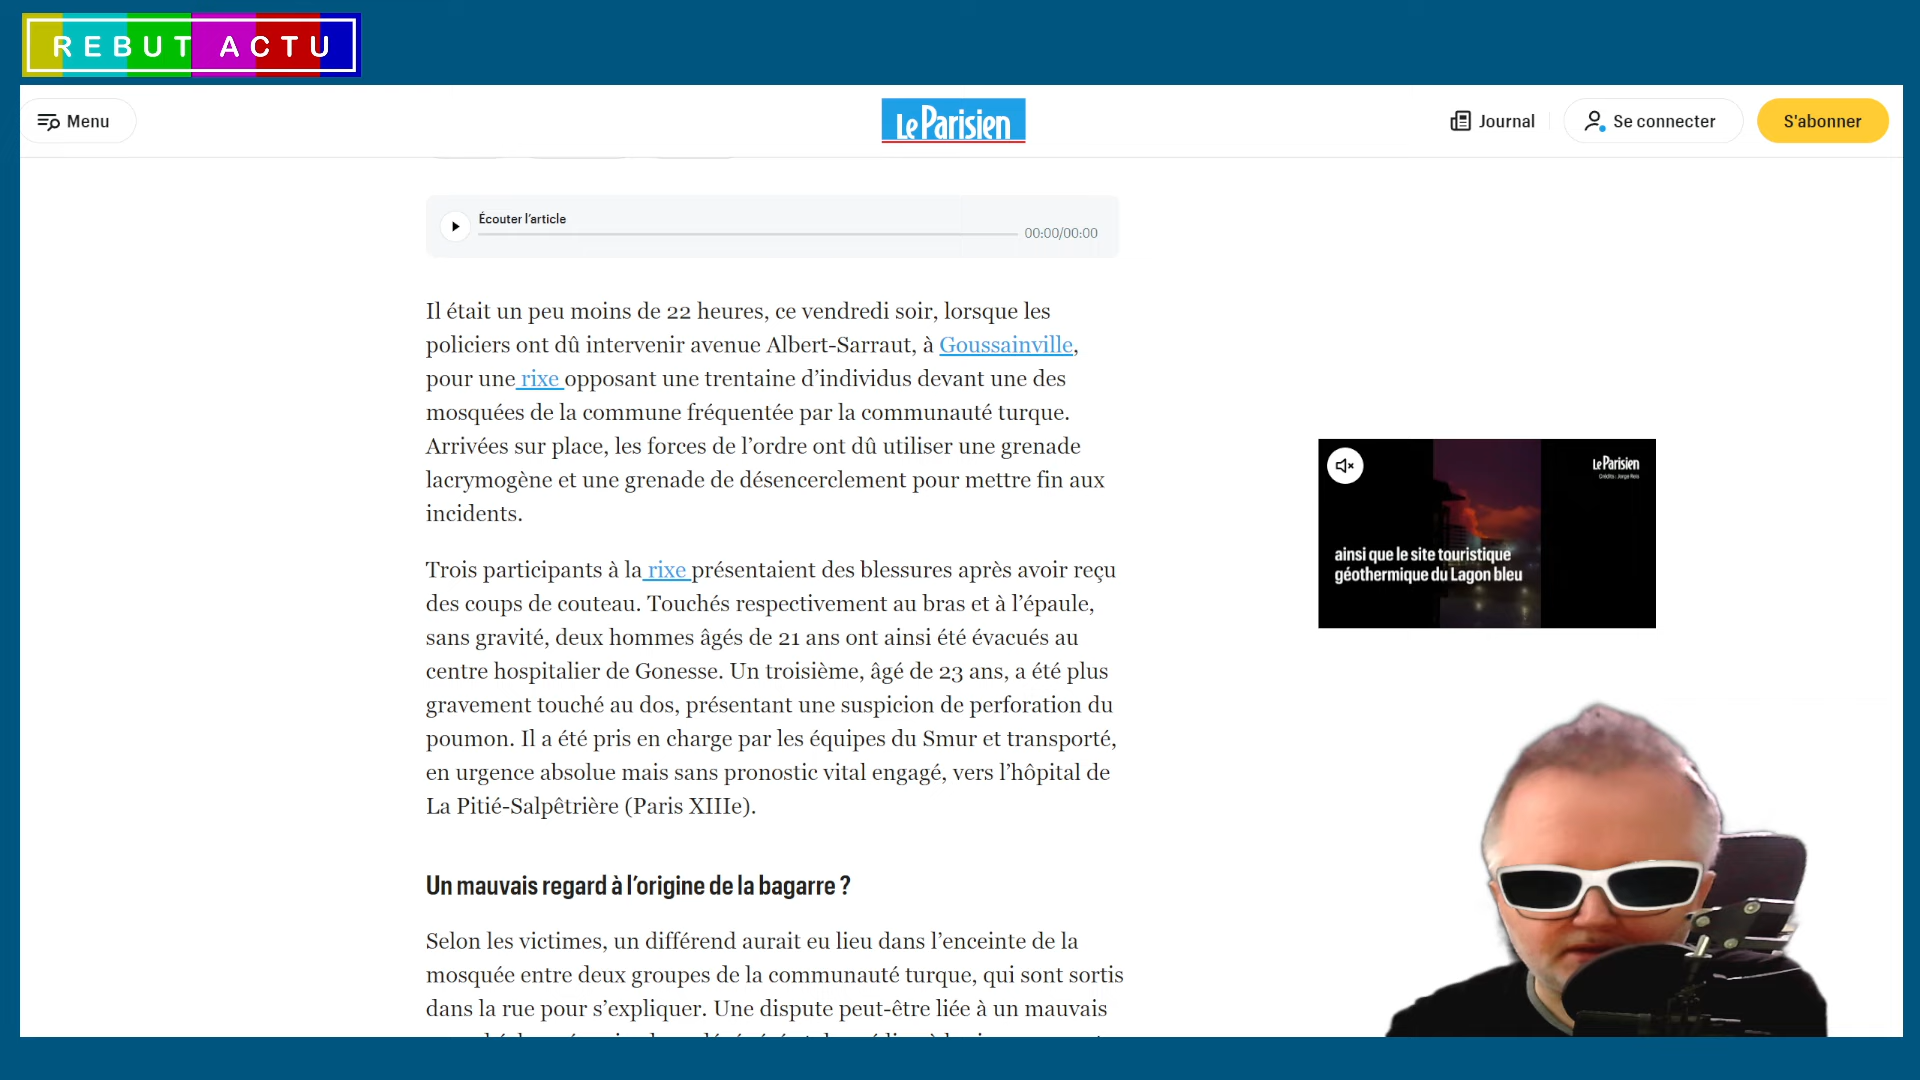 REBUT ACTU
Menu
Le Parisien
Journal
Se connecter
S'abonner
Écouter l’article
00:00/00:00
Il était un peu moins de 22 heures, ce vendredi soir, lorsque les
policiers ont dû intervenir avenue Albert-Sarraut, à Goussainville,
pour une rixe opposant une trentaine d’individus devant une des
mosquées de la commune fréquentée par la communauté turque.
Arrivées sur place, les forces de l’ordre ont dû utiliser une grenade
lacrymogène et une grenade de désencerclement pour mettre fin aux
incidents.
Trois participants à la rixe présentaient des blessures après avoir reçu
des coups de couteau. Touchés respectivement au bras et à l’épaule,
sans gravité, deux hommes âgés de 21 ans ont ainsi été évacués au
centre hospitalier de Gonesse. Un troisième, âgé de 23 ans, a été plus
gravement touché au dos, présentant une suspicion de perforation du
poumon. Il a été pris en charge par les équipes du Smur et transporté,
en urgence absolue mais sans pronostic vital engagé, vers l’hôpital de
La Pitié-Salpêtrière (Paris XIIIe).
Un mauvais regard à l’origine de la bagarre ?
Selon les victimes, un différend aurait eu lieu dans l’enceinte de la
mosquée entre deux groupes de la communauté turque, qui sont sortis
dans la rue pour s’expliquer. Une dispute peut-être liée à un mauvais
Le Parisien
Crédits : Jorge Reis
ainsi que le site touristique
géothermique du Lagon bleu